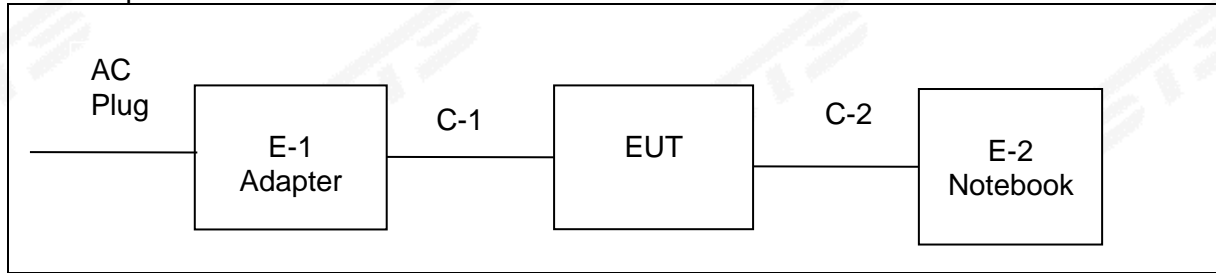 AC
Plug
E-1
Adapter
C-1
EUT
C-2
E-2
Notebook